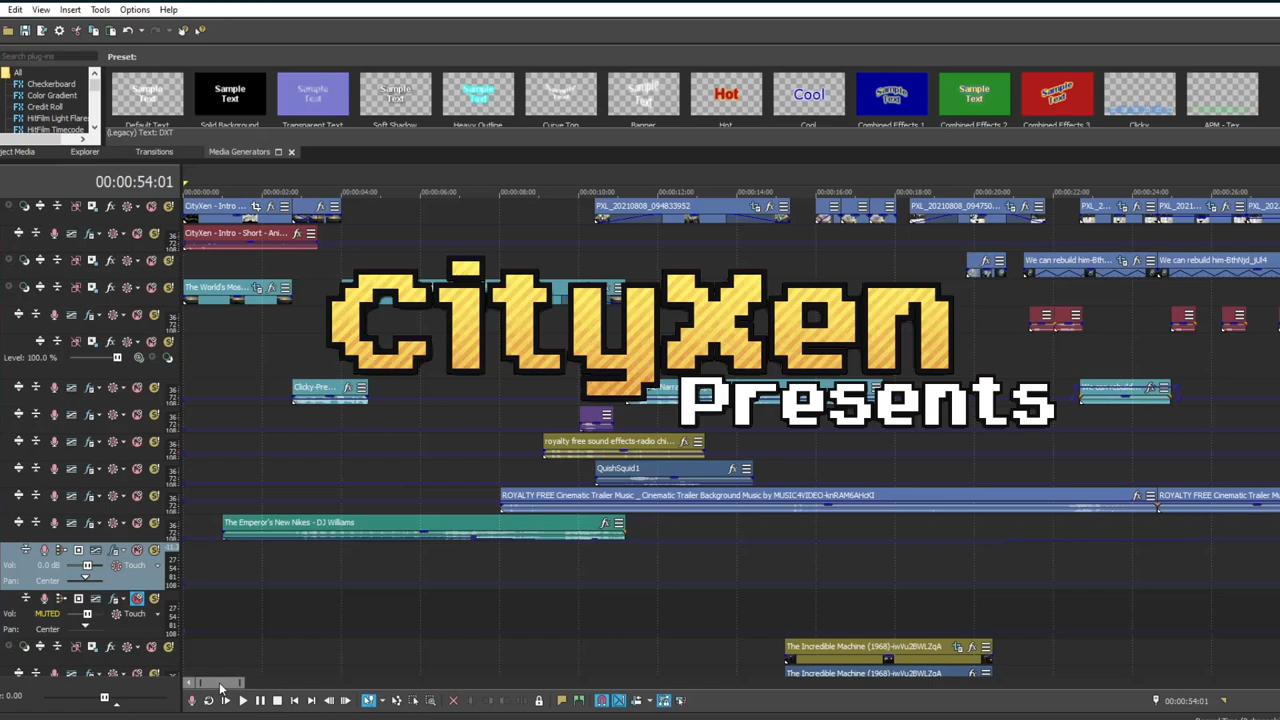 Edit View Insert Tools Options Help
Search plug-ins
Preset:
All
Checkerboard
Color Gradient
Credit Roll
HitFilm Light Flares
HitFilm Timecode
Sample Text
Sample Text
Sample Text
Sample Text
Sample Text
Sample Text
Sample Text
Hot
Cool
Sample Text
Sample Text
Sample Text
Default Text
Solid Background
Transparent Text
Soft Shadow
Heavy Outline
Curve Top
Banner
Hot
Cool
Combined Effects 1
Combined Effects 2
Combined Effects 3
Clicky
APM - Tex
(Legacy) Text: DXT
ject Media Explorer Transitions Media Generators
00:00:54:01
00:00:00:00 00:00:02:00 00:00:04:00 00:00:06:00 00:00:08:00 00:00:10:00 00:00:12:00 00:00:14:00 00:00:16:00 00:00:18:00 00:00:20:00 00:00:22:00 00:00:24:00 00:00:26:00
CityXen - Intro ...
PXL_20210808_094833952
PXL_20210808_094750...
PXL_2...
PXL_2021...
CityXen - Intro - Short - Ani...
We can rebuild him-Bth...
We can rebuild him-BthNjd_jUl4
The World's Mos...
cityxen
Presents
Level: 100.0 %
Clicky-Pre...
Narra
We can rebuild...
royalty free sound effects-radio chi...
QuishSquid1
ROYALTY FREE Cinematic Trailer Music _ Cinematic Trailer Background Music by MUSIC4VIDEO-knRAM6AHcKI
ROYALTY FREE Cinematic Trailer Mu
The Emperor's New Nikes - DJ Williams
Vol: 0.0 dB Touch
Pan: Center
Vol: MUTED Touch
Pan: Center
The Incredible Machine (1968)-iwVu2BWLZqA
The Incredible Machine (1968)-iwVu2BWLZqA
e: 0.00
00:00:54:01